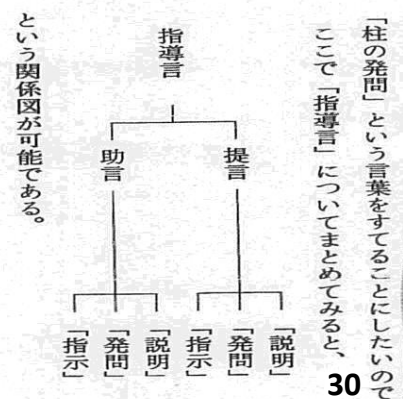 「柱の発問」という言葉をすてることにしたいので
ここで「指導言」についてまとめてみると、
指導言
提言
「説明」
「発問」
「指示」
助言
「説明」
「発問」
「指示」
という関係図が可能である。
30